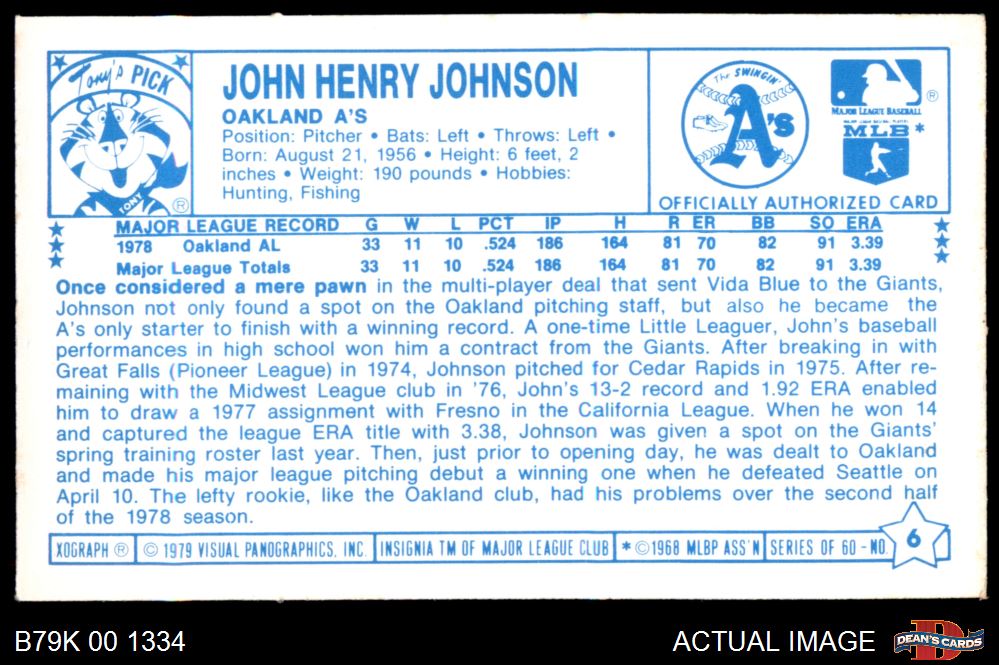 Tony's PICK
TONY
®
JOHN HENRY JOHNSON
OAKLAND A'S
Position: Pitcher • Bats: Left • Throws: Left •
Born: August 21, 1956 • Height: 6 feet, 2
inches • Weight: 190 pounds • Hobbies:
Hunting, Fishing
The SWINGIN'
A's
MAJOR LEAGUE BASEBALL
®
MLB*
OFFICIALLY AUTHORIZED CARD
MAJOR LEAGUE RECORD G W L PCT IP H R ER BB SO ERA
1978 Oakland AL 33 11 10 .524 186 164 81 70 82 91 3.39
Major League Totals 33 11 10 .524 186 164 81 70 82 91 3.39
Once considered a mere pawn in the multi-player deal that sent Vida Blue to the Giants,
Johnson not only found a spot on the Oakland pitching staff, but also he became the
A's only starter to finish with a winning record. A one-time Little Leaguer, John's baseball
performances in high school won him a contract from the Giants. After breaking in with
Great Falls (Pioneer League) in 1974, Johnson pitched for Cedar Rapids in 1975. After re-
maining with the Midwest League club in '76, John's 13-2 record and 1.92 ERA enabled
him to draw a 1977 assignment with Fresno in the California League. When he won 14
and captured the league ERA title with 3.38, Johnson was given a spot on the Giants'
spring training roster last year. Then, just prior to opening day, he was dealt to Oakland
and made his major league pitching debut a winning one when he defeated Seattle on
April 10. The lefty rookie, like the Oakland club, had his problems over the second half
of the 1978 season.
XOGRAPH ® © 1979 VISUAL PANOGRAPHICS, INC. INSIGNIA TM OF MAJOR LEAGUE CLUB * ©1968 MLBP ASS'N SERIES OF 60 - NO. 6
B79K 00 1334
ACTUAL IMAGE
D
DEAN'S CARDS